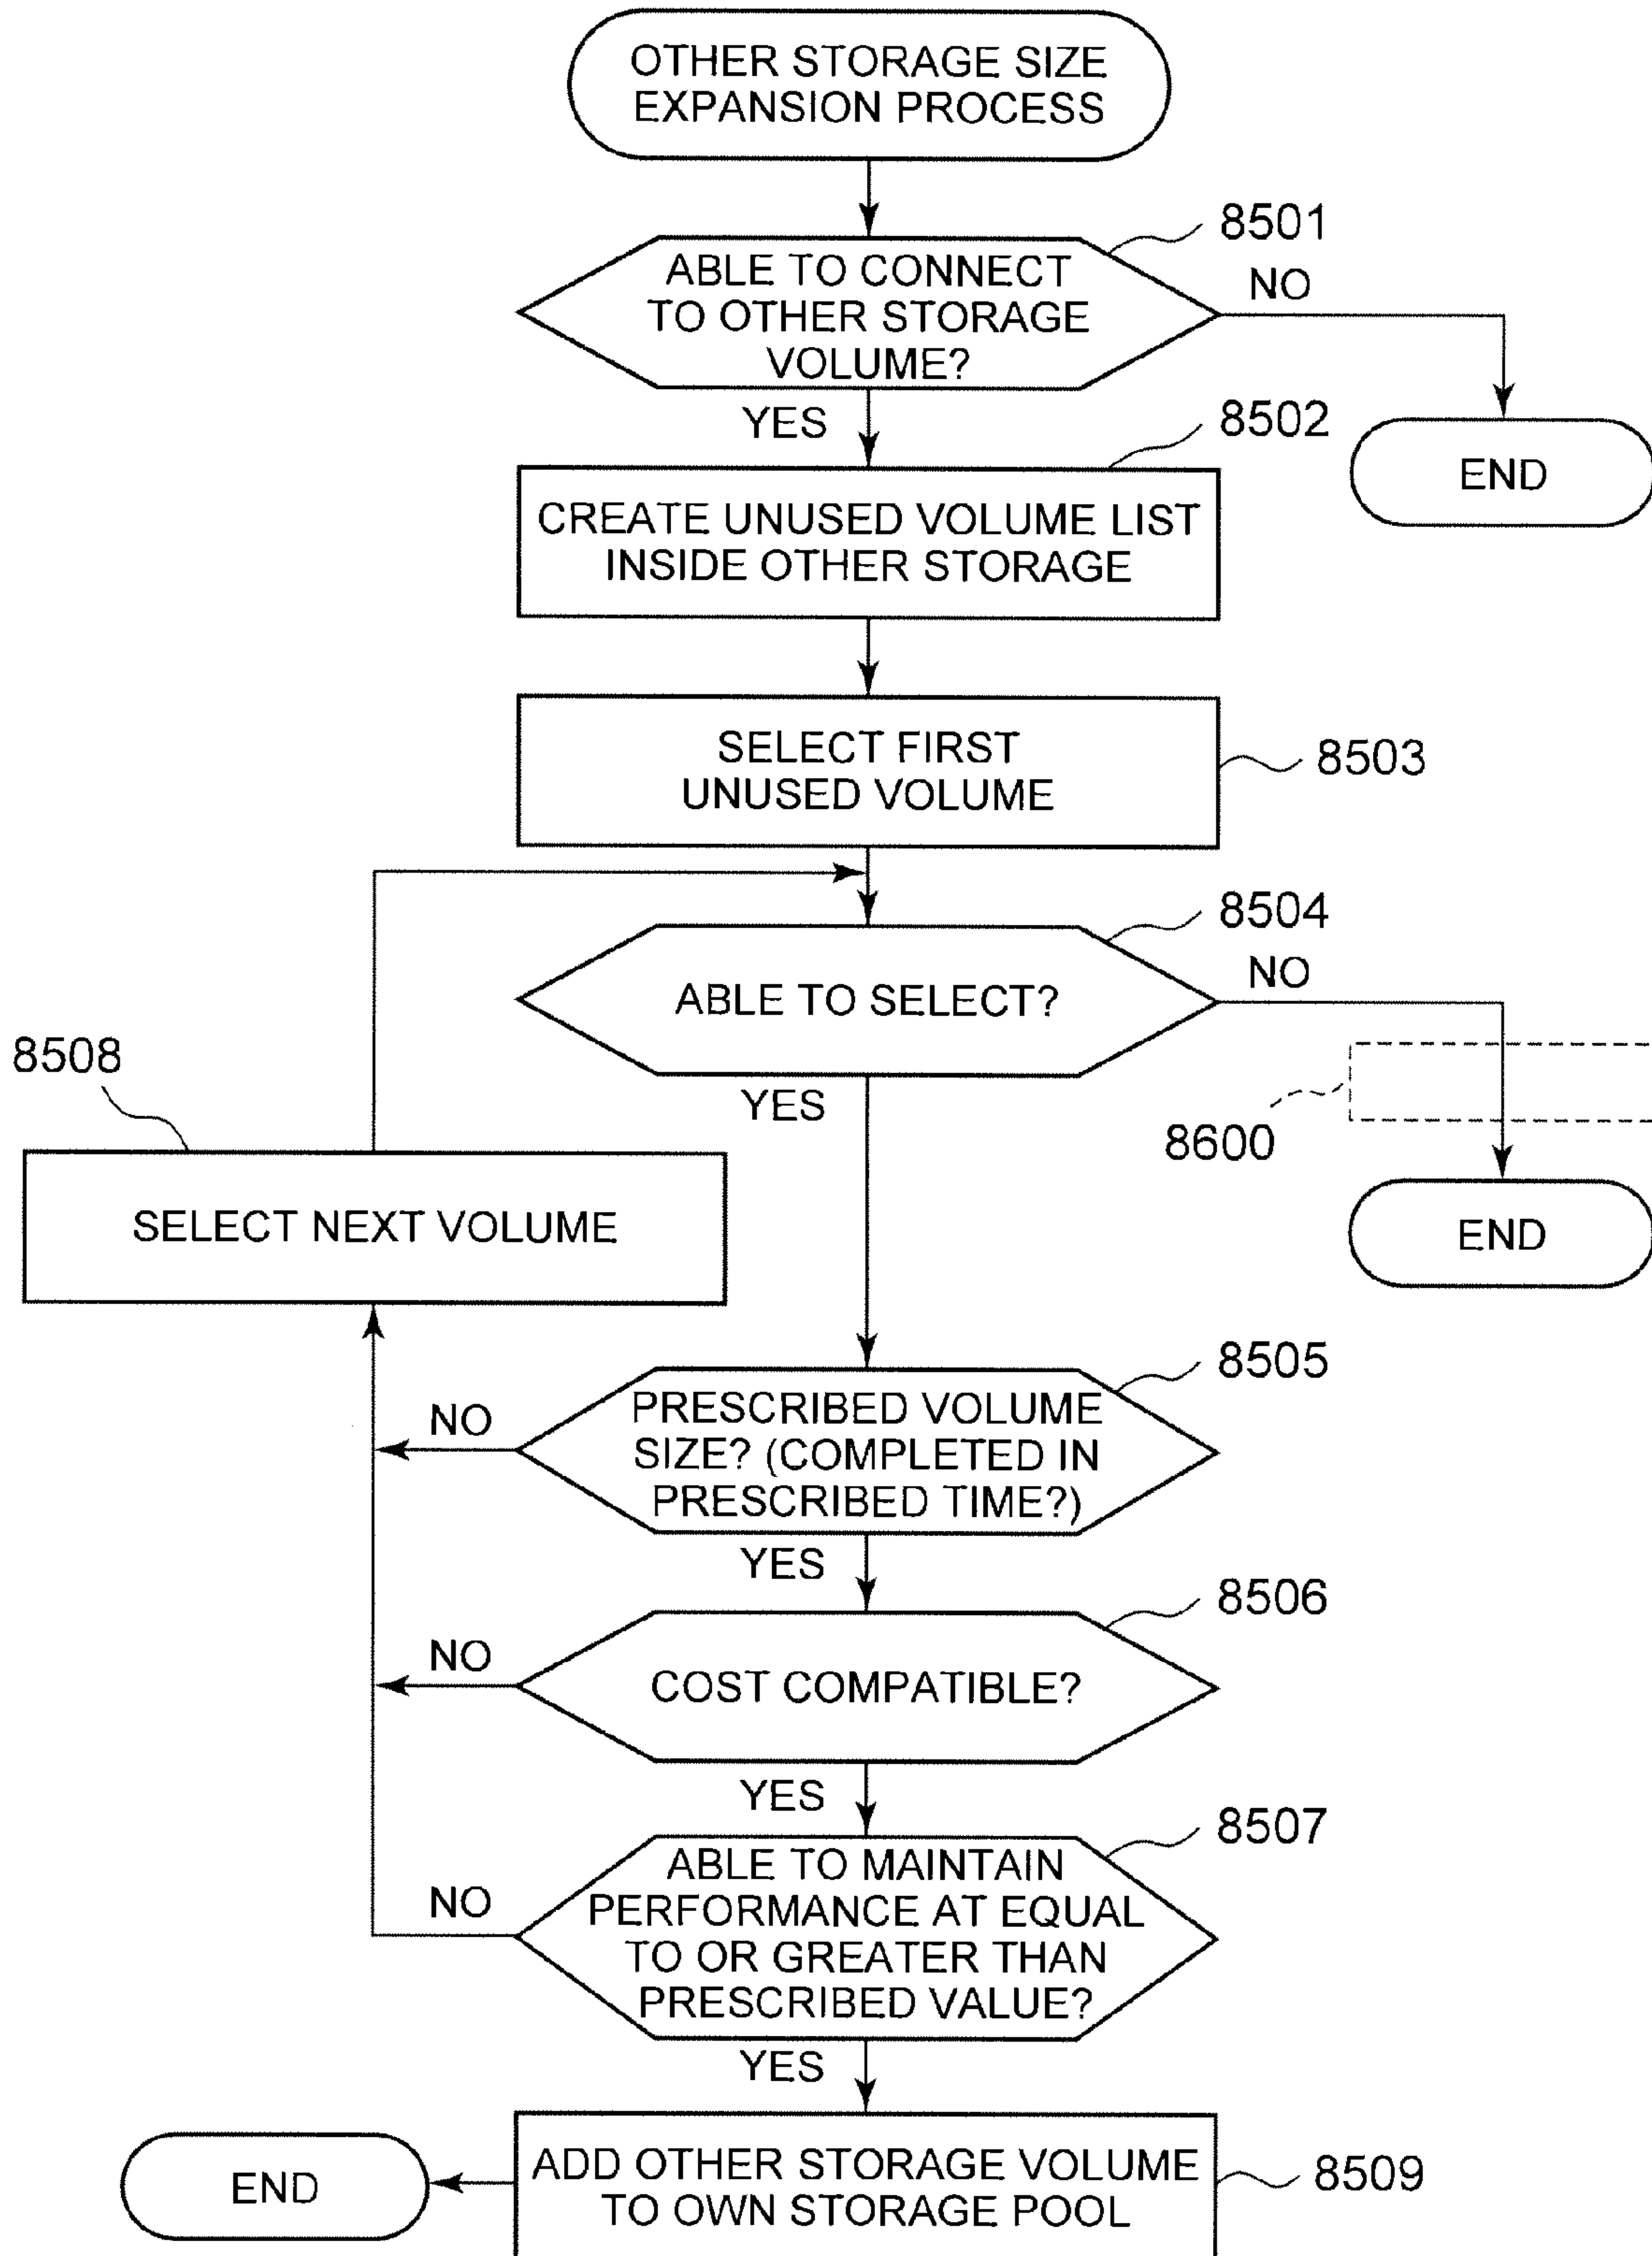 OTHER STORAGE SIZE
EXPANSION PROCESS
8501
ABLE TO CONNECT
TO OTHER STORAGE
VOLUME?
NO
YES
END
8502
CREATE UNUSED VOLUME LIST
INSIDE OTHER STORAGE
SELECT FIRST
UNUSED VOLUME
8503
8504
ABLE TO SELECT?
NO
YES
8508
8600
SELECT NEXT VOLUME
END
8505
PRESCRIBED VOLUME
SIZE? (COMPLETED IN
PRESCRIBED TIME?)
NO
YES
8506
COST COMPATIBLE?
NO
YES
8507
ABLE TO MAINTAIN
PERFORMANCE AT EQUAL
TO OR GREATER THAN
PRESCRIBED VALUE?
NO
YES
ADD OTHER STORAGE VOLUME
TO OWN STORAGE POOL
8509
END